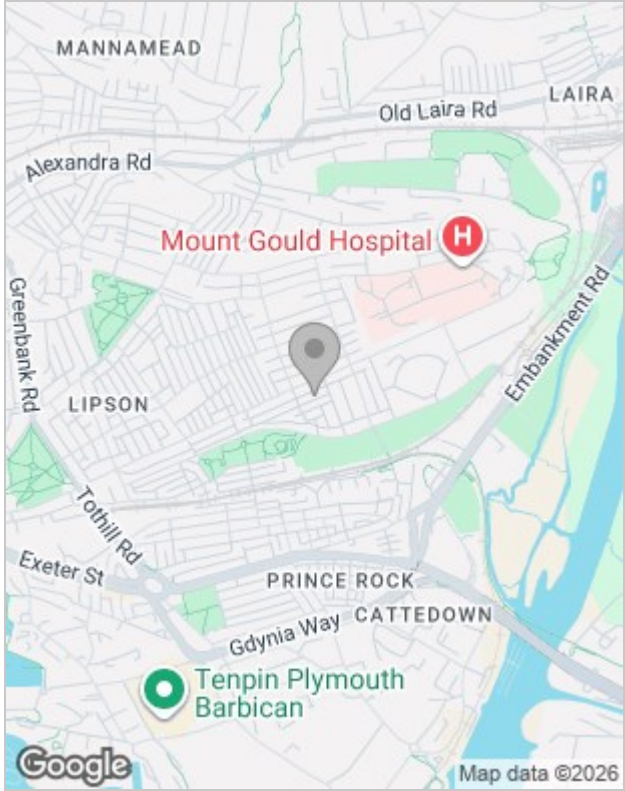 MANNAMEAD
LAIRA
Old Laira Rd
Alexandra Rd
Mount Gould Hospital
H
Greenbank Rd
Embankment Rd
LIPSON
Tothill Rd
Exeter St
PRINCE ROCK
CATTEDOWN
Gdynia Way
Tenpin Plymouth
Barbican
Google
Map data ©2026